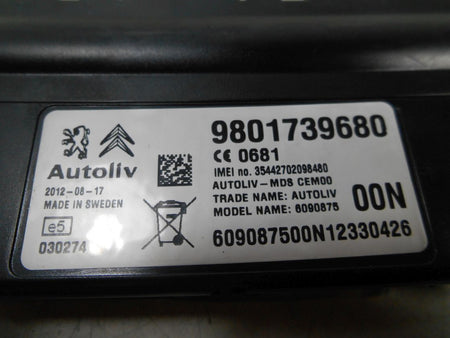 9801739680
CE 0681
IMEI no. 35442702098480
Autoliv
AUTOLIV-MDS CEM00
2012-08-17
TRADE NAME: AUTOLIV
00N
MADE IN SWEDEN
MODEL NAME: 6090875
e5
030274
609087500N12330426